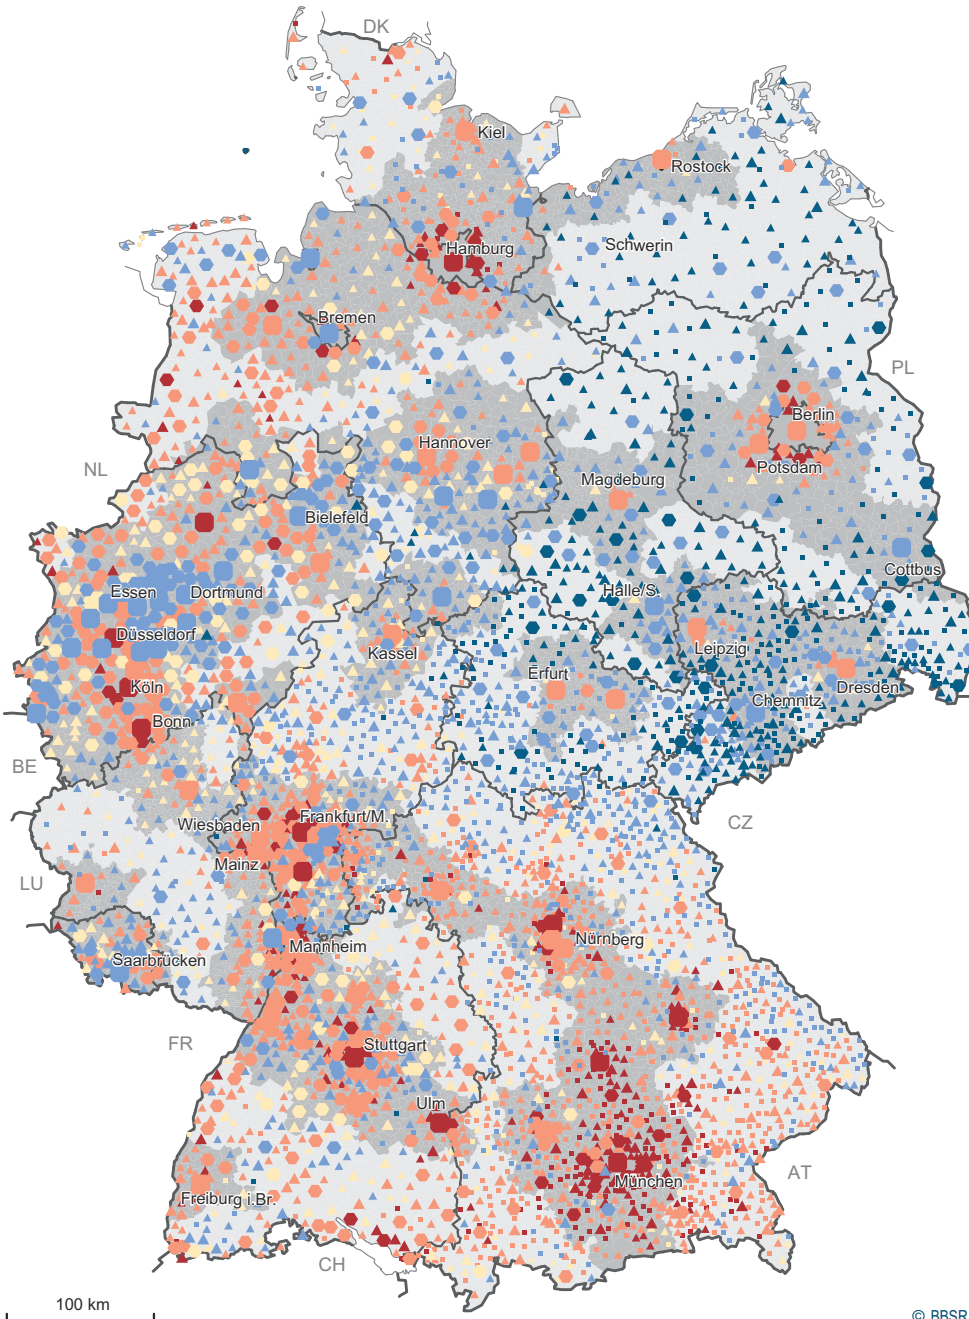 DK
Kiel
Rostock
Hamburg
Schwerin
Bremen
PL
Berlin
Hannover
NL
Potsdam
Magdeburg
Bielefeld
Cottbus
Essen
Dortmund
Halle/S.
Düsseldorf
Leipzig
Kassel
Erfurt
Köln
Dresden
Chemnitz
Bonn
BE
Wiesbaden
Frankfurt/M.
CZ
Mainz
LU
Nürnberg
Mannheim
Saarbrücken
FR
Stuttgart
Ulm
AT
München
Freiburg i.Br.
CH
100 km
© BBSR